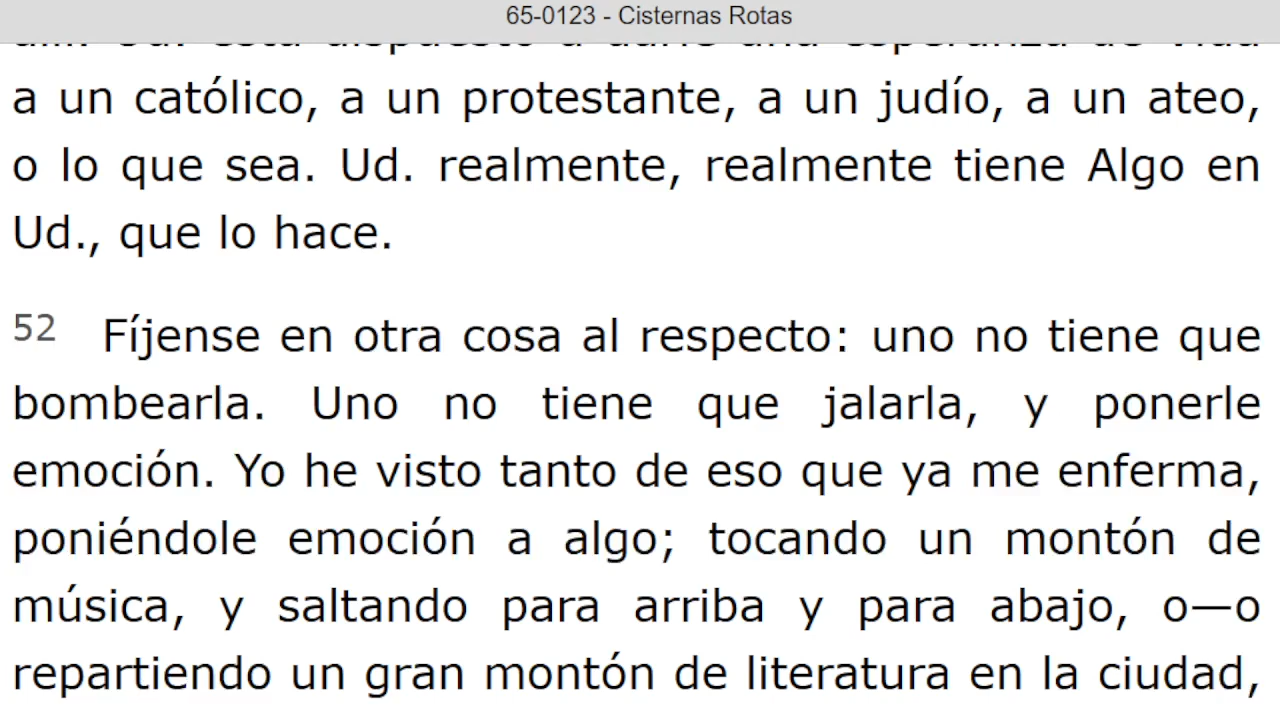 65-0123 - Cisternas Rotas
a un católico, a un protestante, a un judío, a un ateo,
o lo que sea. Ud. realmente, realmente tiene Algo en
Ud., que lo hace.
52 Fíjense en otra cosa al respecto: uno no tiene que
bombearla. Uno no tiene que jalarla, y ponerle
emoción. Yo he visto tanto de eso que ya me enferma,
poniéndole emoción a algo; tocando un montón de
música, y saltando para arriba y para abajo, o—o
repartiendo un gran montón de literatura en la ciudad,